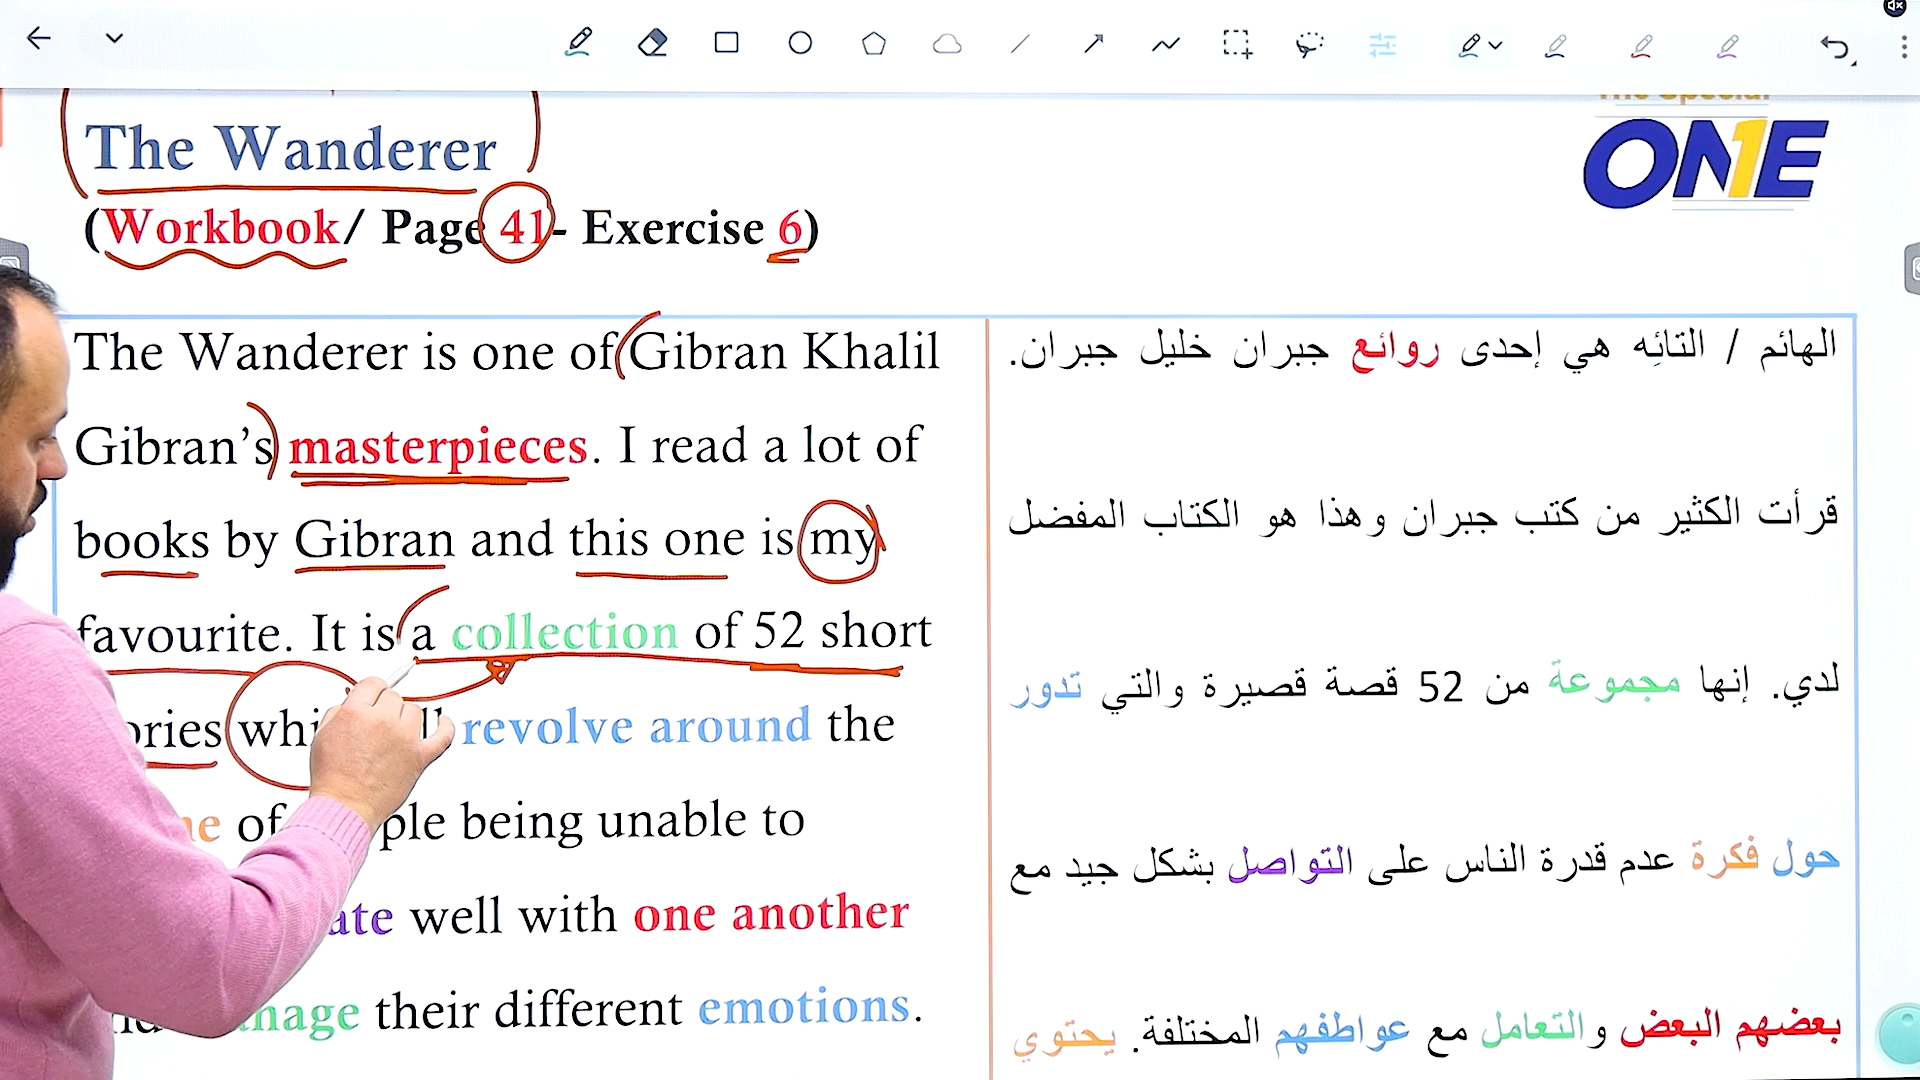 ONE
The Wanderer
(Workbook/ Page 41- Exercise 6)
The Wanderer is one of Gibran Khalil
Gibran's masterpieces. I read a lot of
books by Gibran and this one is my
favourite. It is a collection of 52 short
revolve around the
of being unable to
well with one another
their different emotions.
الهائم / التائِه هي إحدى روائع جبران خليل جبران.
قرأت الكثير من كتب جبران وهذا هو الكتاب المفضل
لدي. إنها مجموعة من 52 قصة قصيرة والتي تدور
حول فكرة عدم قدرة الناس على التواصل بشكل جيد مع
بعضهم البعض والتعامل مع عواطفهم المختلفة. يحتوي